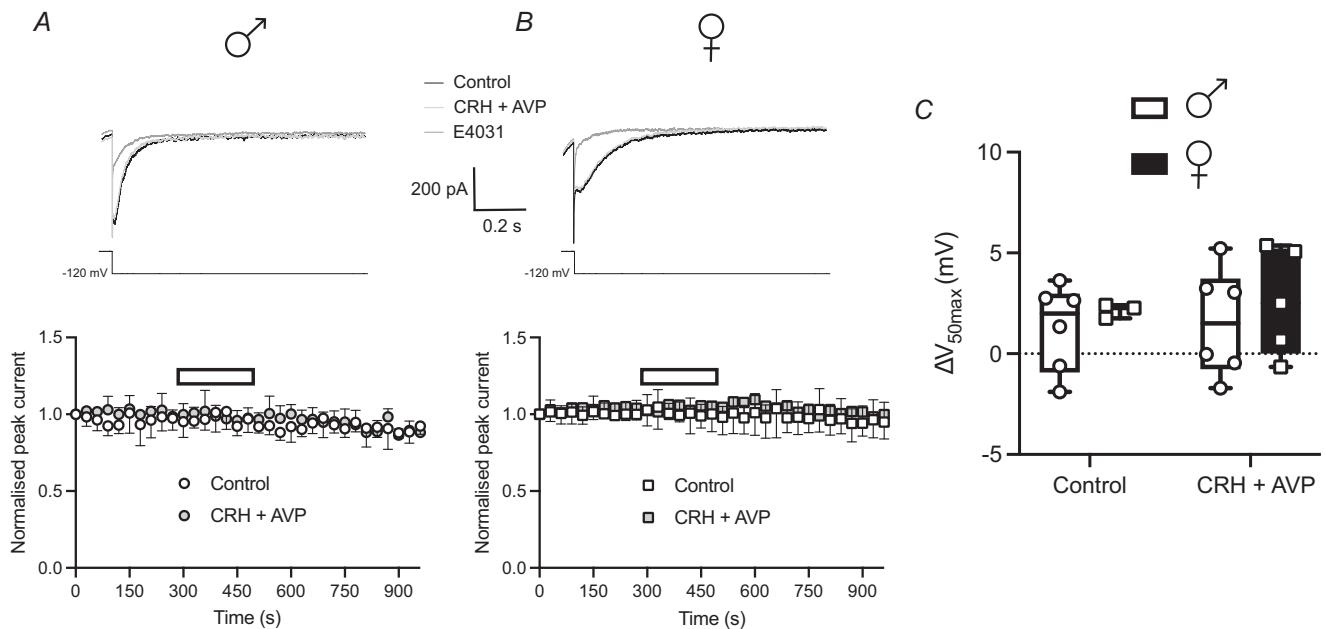 A
♂
B
♀
C
♂
♀
Control
CRH + AVP
E4031
200 pA
0.2 s
-120 mV
-120 mV
Normalised peak current
1.5
1.0
0.5
0.0
Control
CRH + AVP
0 150 300 450 600 750 900
Time (s)
Normalised peak current
1.5
1.0
0.5
0.0
Control
CRH + AVP
0 150 300 450 600 750 900
Time (s)
ΔV50max (mV)
10
5
0
-5
Control CRH + AVP